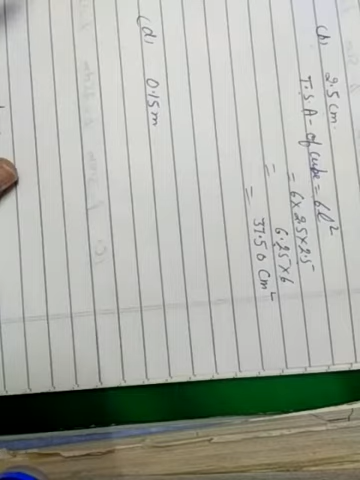 (b) 2.5 cm.
T.S.A- of cube = 6l²
= 6×2.5×2.5
= 6.25×6
= 37.50 cm²
(d) 0.15m